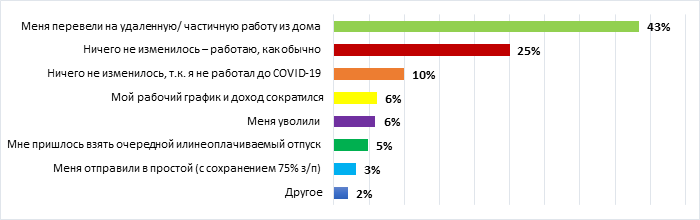 Меня перевели на удаленную/ частичную работу из дома 43%
Ничего не изменилось – работаю, как обычно 25%
Ничего не изменилось, т.к. я не работал до COVID-19 10%
Мой рабочий график и доход сократился 6%
Меня уволили 6%
Мне пришлось взять очередной илинеоплачиваемый отпуск 5%
Меня отправили в простой (с сохранением 75% з/п) 3%
Другое 2%